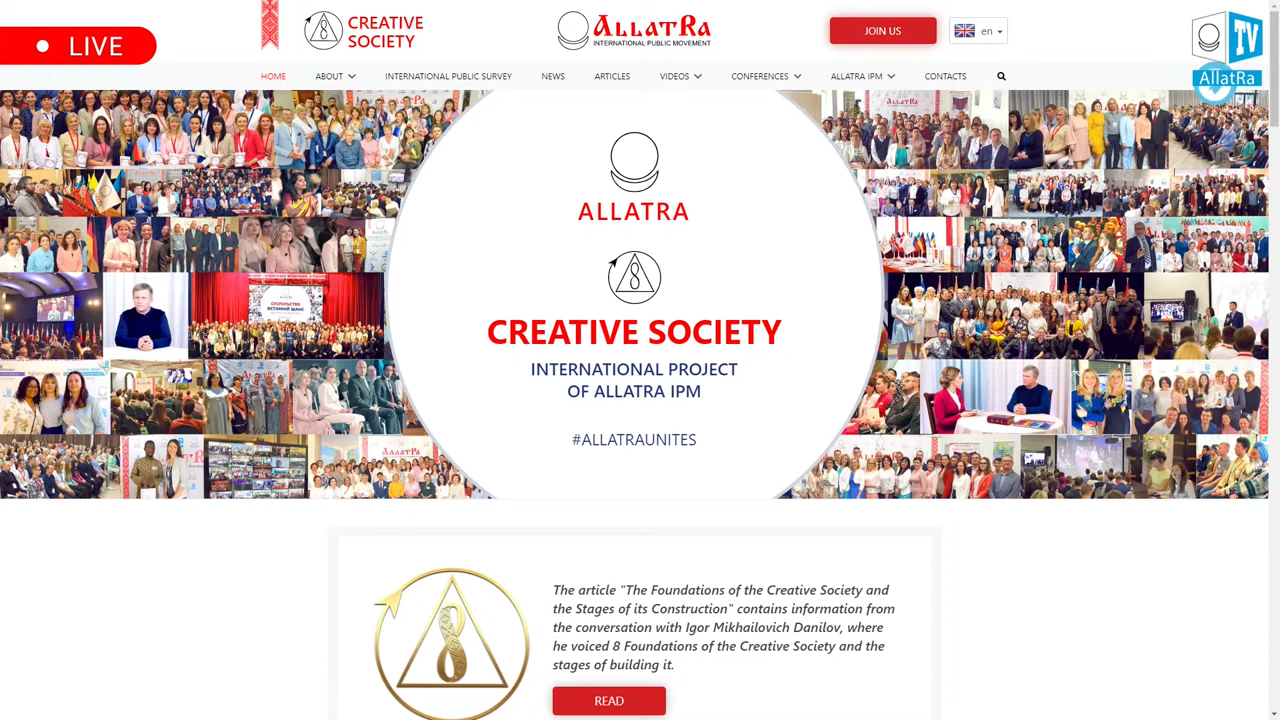 LIVE
CREATIVE
SOCIETY
ALLATRA
INTERNATIONAL PUBLIC MOVEMENT
JOIN US
en
TV
AllatRa
HOME
ABOUT
INTERNATIONAL PUBLIC SURVEY
NEWS
ARTICLES
VIDEOS
CONFERENCES
ALLATRA IPM
CONTACTS
ALLATRA
ALLATRA
CREATIVE SOCIETY
INTERNATIONAL PROJECT
OF ALLATRA IPM
#ALLATRAUNITES
ALLATRA
The article "The Foundations of the Creative Society and
the Stages of its Construction" contains information from
the conversation with Igor Mikhailovich Danilov, where
he voiced 8 Foundations of the Creative Society and the
stages of building it.
READ